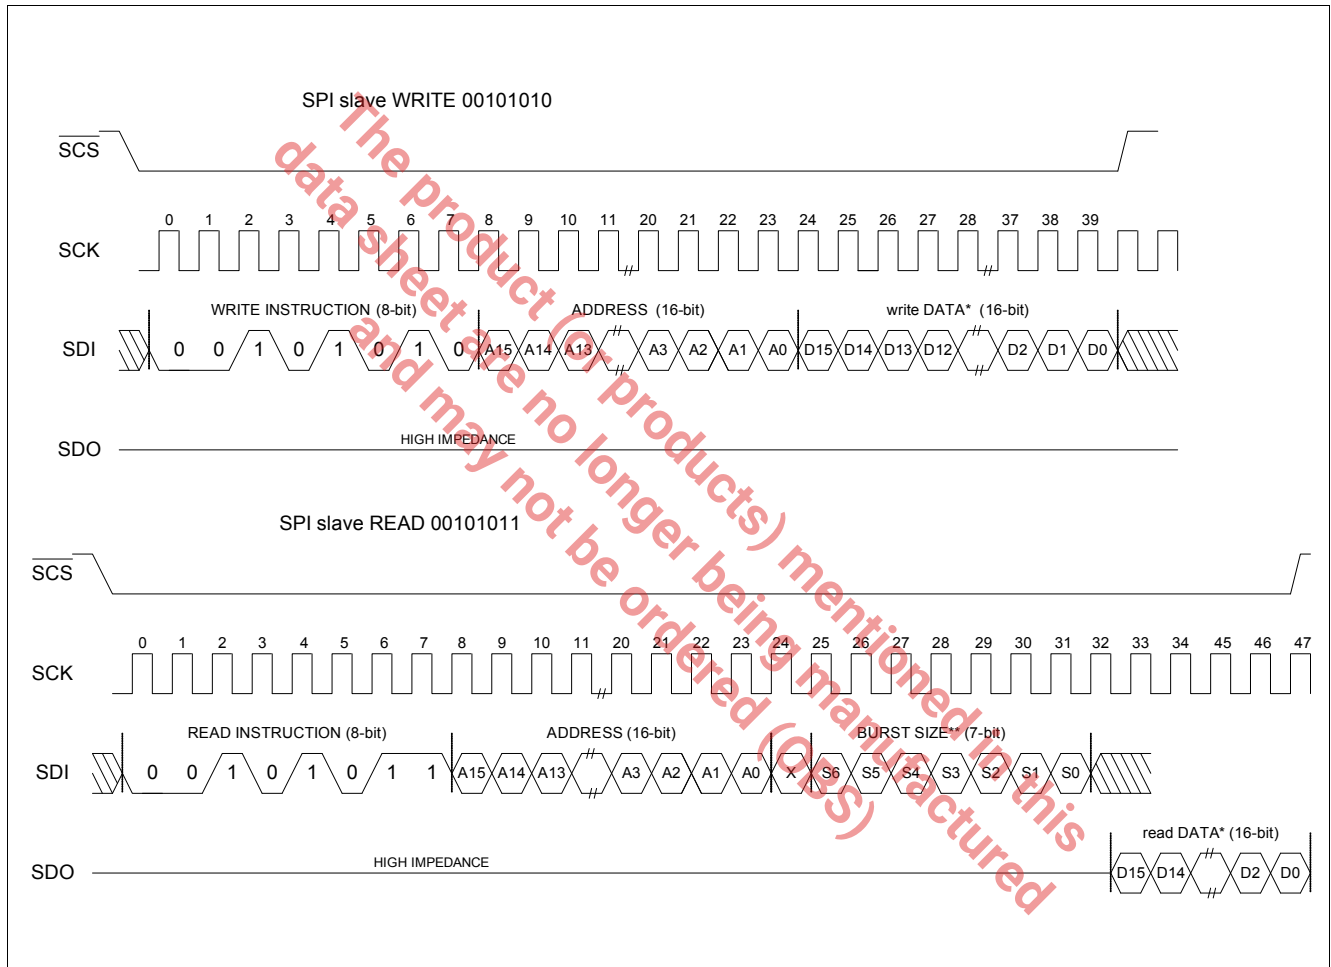 SPI slave WRITE 00101010
SCS
0 1 2 3 4 5 6 7 8 9 10 11 20 21 22 23 24 25 26 27 28 37 38 39
SCK
WRITE INSTRUCTION (8-bit) ADDRESS (16-bit) write DATA* (16-bit)
SDI 0 0 1 0 1 0 1 0 A15 A14 A13 A3 A2 A1 A0 D15 D14 D13 D12 D2 D1 D0
HIGH IMPEDANCE
SDO
SPI slave READ 00101011
SCS
0 1 2 3 4 5 6 7 8 9 10 11 20 21 22 23 24 25 26 27 28 29 30 31 32 33 34 45 46 47
SCK
READ INSTRUCTION (8-bit) ADDRESS (16-bit) BURST SIZE** (7-bit)
SDI 0 0 1 0 1 0 1 1 A15 A14 A13 A3 A2 A1 A0 X S6 S5 S4 S3 S2 S1 S0
read DATA* (16-bit)
HIGH IMPEDANCE
SDO D15 D14 D2 D0
The product (or products) mentioned in this
data sheet are no longer being manufactured
and may not be ordered (OBS)